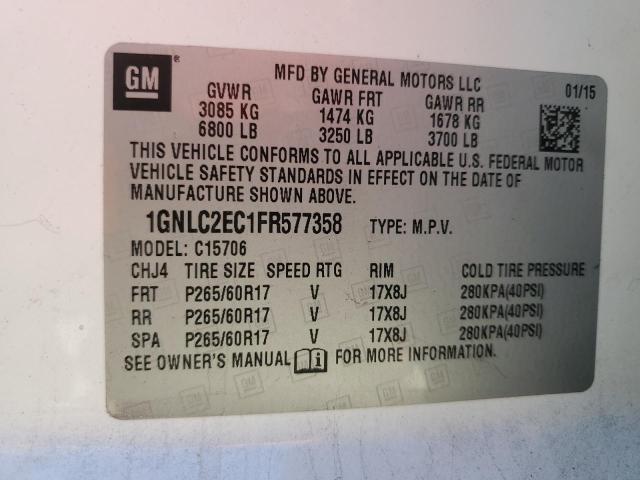 GM ®
MFD BY GENERAL MOTORS LLC 01/15
GVWR GAWR FRT GAWR RR
3085 KG 1474 KG 1678 KG
6800 LB 3250 LB 3700 LB
THIS VEHICLE CONFORMS TO ALL APPLICABLE U.S. FEDERAL MOTOR
VEHICLE SAFETY STANDARDS IN EFFECT ON THE DATE OF
MANUFACTURE SHOWN ABOVE.
1GNLC2EC1FR577358 TYPE: M.P.V.
MODEL: C15706
CHJ4 TIRE SIZE SPEED RTG RIM COLD TIRE PRESSURE
FRT P265/60R17 V 17X8J 280KPA(40PSI)
RR P265/60R17 V 17X8J 280KPA(40PSI)
SPA P265/60R17 V 17X8J 280KPA(40PSI)
SEE OWNER'S MANUAL FOR MORE INFORMATION.